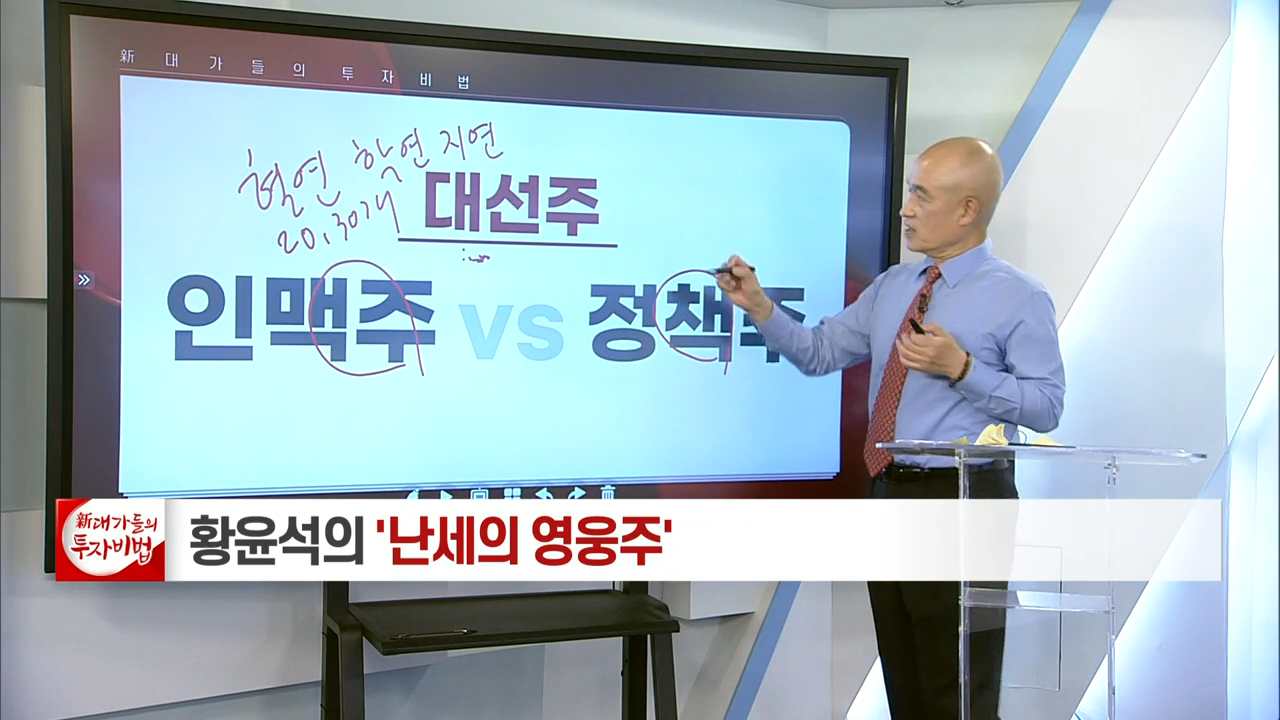 新 대 가 들 의 투 자 비 법
혈연 학연 지연
20,30개
대선주
인맥주 VS 정책주
新대가들의
투자비법
황윤석의 '난세의 영웅주'